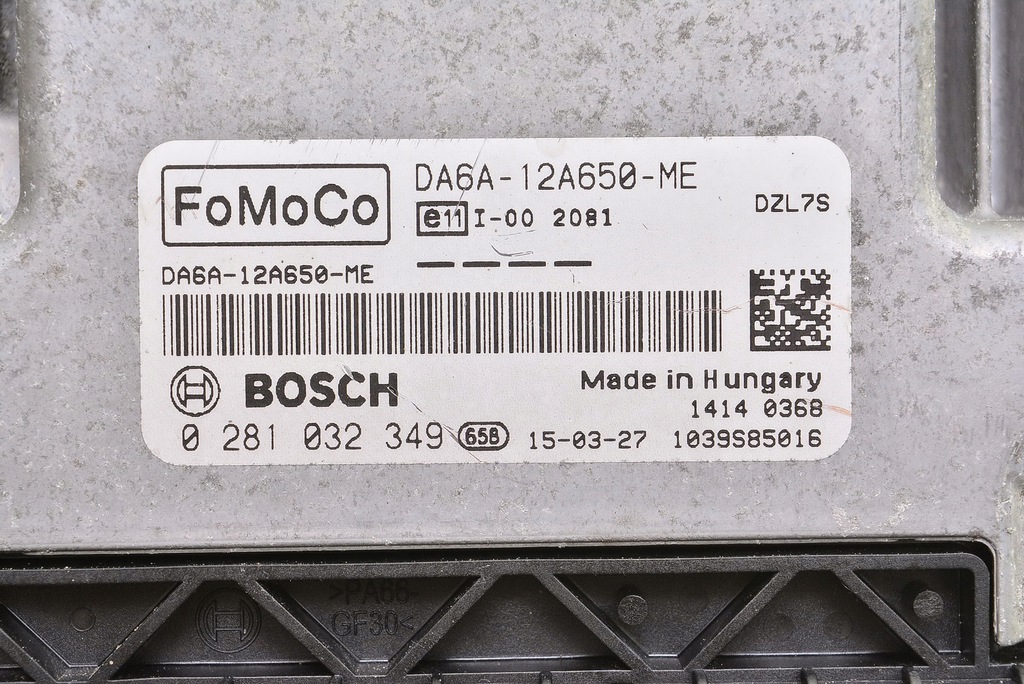 FoMoCo
DA6A-12A650-ME
e11 I-00 2081
DZL7S
DA6A-12A650-ME
BOSCH
Made in Hungary
1414 0368
0 281 032 349 65B 15-03-27 1039S85016
>PA66-
GF30<